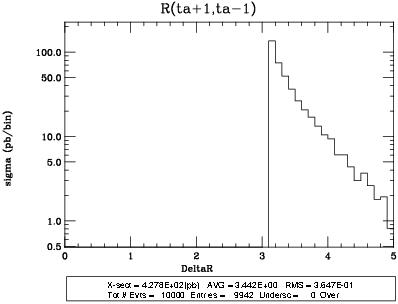 R(ta+1,ta-1)
100.0
50.0
10.0
5.0
1.0
0.5
sigma (pb/bin)
0 1 2 3 4 5
DeltaR
X-sect = 4.278E+02(pb) AVG = 3.442E+00 RMS = 3.647E-01
Tot # Evts = 10000 Entries = 9942 Undersc = 0 Over